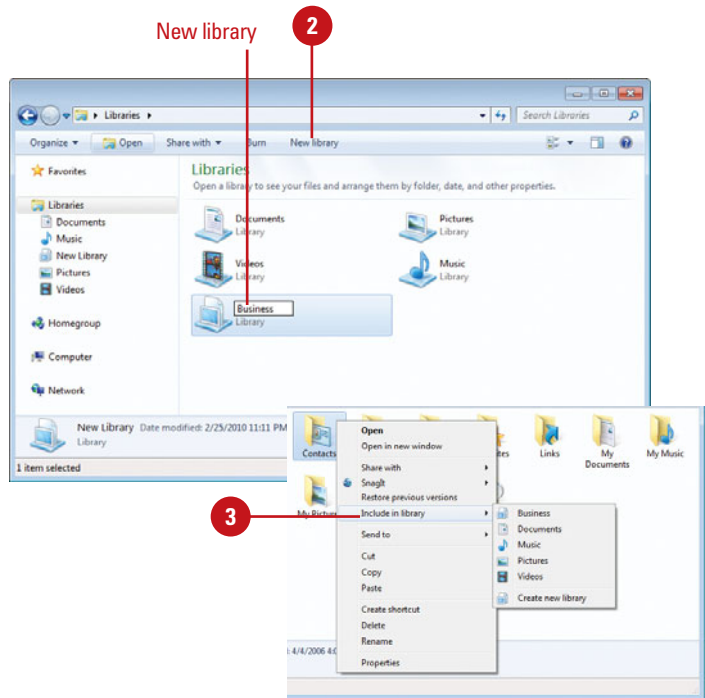 New library
2
Libraries
Search Libraries
Organize
Open
Share with
Burn
New library
Favorites
Libraries
Documents
Music
New Library
Pictures
Videos
Homegroup
Computer
Network
Libraries
Open a library to see your files and arrange them by folder, date, and other properties.
Documents
Library
Pictures
Library
Videos
Library
Music
Library
Business
Library
New Library Date modified: 2/25/2010 11:11 PM
Library
1 item selected
Contacts
Links
My
Documents
My Music
My Pictur
3
Open
Open in new window
Share with
SnagIt
Restore previous versions
Include in library
Send to
Cut
Copy
Paste
Create shortcut
Delete
Rename
Properties
Business
Documents
Music
Pictures
Videos
Create new library